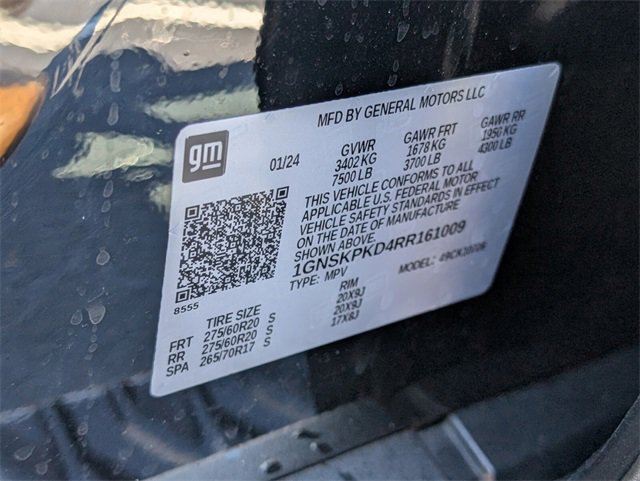 MFD BY GENERAL MOTORS LLC
gm
01/24
GVWR GAWR FRT GAWR RR
3402 KG 1678 KG 1950 KG
7500 LB 3700 LB 4300 LB
THIS VEHICLE CONFORMS TO ALL
APPLICABLE U.S. FEDERAL MOTOR
VEHICLE SAFETY STANDARDS IN EFFECT
ON THE DATE OF MANUFACTURE
SHOWN ABOVE.
1GNSKPKD4RR161009
TYPE: MPV MODEL:
8555
TIRE SIZE RIM
FRT 275/60R20 S 20X9J
RR 275/60R20 S 20X9J
SPA 265/70R17 S 17X8J